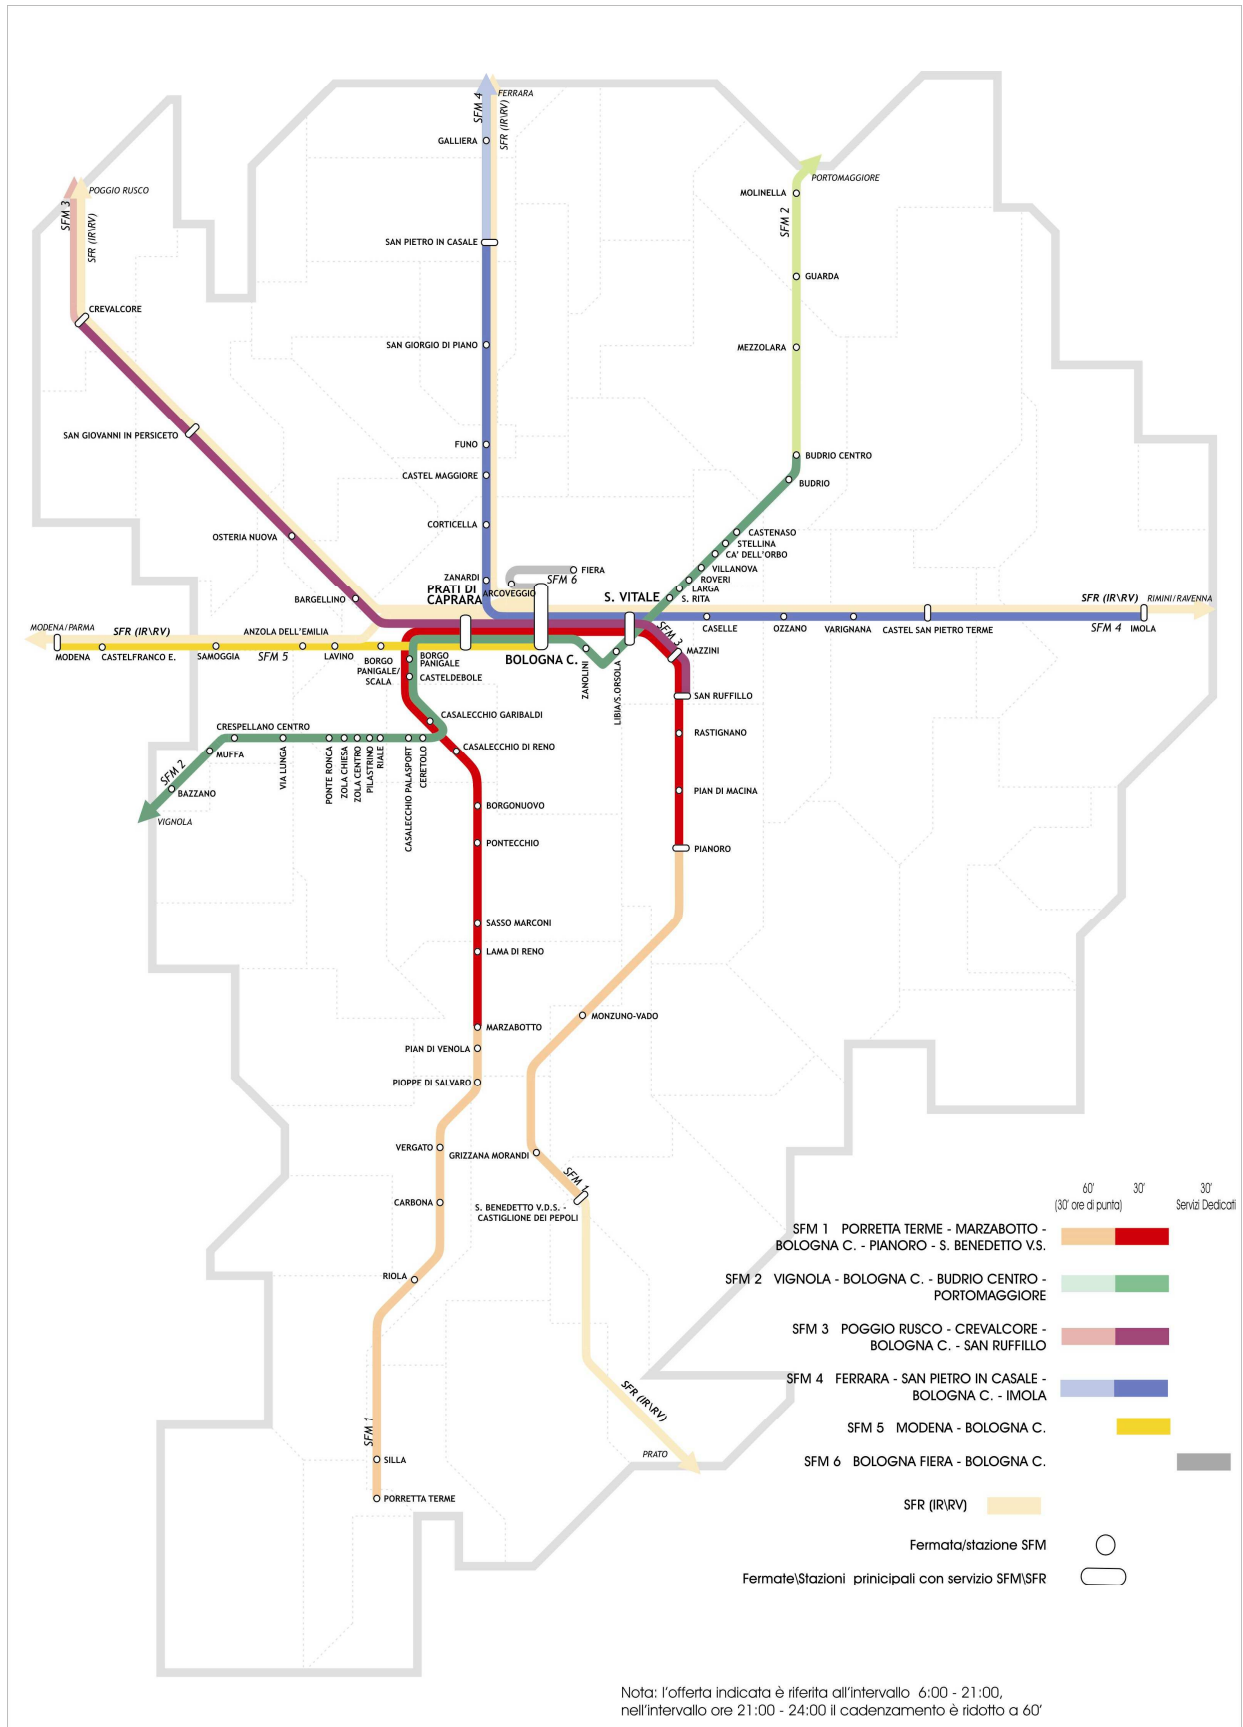 FERRARA
SFM 4
SFR (IR\RV)
GALLIERA
SAN PIETRO IN CASALE
SAN GIORGIO DI PIANO
FUNO
CASTEL MAGGIORE
CORTICELLA
ZANARDI
POGGIO RUSCO
SFM 3
SFR (IR\RV)
CREVALCORE
SAN GIOVANNI IN PERSICETO
OSTERIA NUOVA
BARGELLINO
PORTOMAGGIORE
MOLINELLA
SFM 2
GUARDA
MEZZOLARA
BUDRIO CENTRO
BUDRIO
CASTENASO
STELLINA
CA' DELL'ORBO
VILLANOVA
ROVERI
LARGA
S. RITA
FIERA
SFM 6
ARCOVEGGIO
PRATI DI
CAPRARA
S. VITALE
BOLOGNA C.
MODENA/PARMA
SFR (IR\RV)
ANZOLA DELL'EMILIA
MODENA
CASTELFRANCO E.
SAMOGGIA
SFM 5
LAVINO
BORGO
PANIGALE/
SCALA
BORGO
PANIGALE
CASTELDEBOLE
ZANOLINI
LIBIA/S.ORSOLA
SFM 3
MAZZINI
SFR (IR\RV)
RIMINI/RAVENNA
CASELLE
OZZANO
VARIGNANA
CASTEL SAN PIETRO TERME
SFM 4
IMOLA
SAN RUFFILLO
RASTIGNANO
PIAN DI MACINA
PIANORO
CASALECCHIO GARIBALDI
CASALECCHIO DI RENO
CRESPELLANO CENTRO
MUFFA
SFM 2
BAZZANO
VIGNOLA
VIA LUNGA
PONTE RONCA
ZOLA CHIESA
ZOLA CENTRO
PILASTRINO
RIALE
CASALECCHIO PALASPORT
CERETOLO
BORGONUOVO
PONTECCHIO
SASSO MARCONI
LAMA DI RENO
MARZABOTTO
PIAN DI VENOLA
PIOPPE DI SALVARO
VERGATO
CARBONA
RIOLA
SFM 1
SILLA
PORRETTA TERME
MONZUNO-VADO
GRIZZANA MORANDI
SFM 1
S. BENEDETTO V.D.S. -
CASTIGLIONE DEI PEPOLI
SFR (IR\RV)
PRATO
60'
(30' ore di punta)
30'
30'
Servizi Dedicati
SFM 1 PORRETTA TERME - MARZABOTTO -
BOLOGNA C. - PIANORO - S. BENEDETTO V.S.
SFM 2 VIGNOLA - BOLOGNA C. - BUDRIO CENTRO -
PORTOMAGGIORE
SFM 3 POGGIO RUSCO - CREVALCORE -
BOLOGNA C. - SAN RUFFILLO
SFM 4 FERRARA - SAN PIETRO IN CASALE -
BOLOGNA C. - IMOLA
SFM 5 MODENA - BOLOGNA C.
SFM 6 BOLOGNA FIERA - BOLOGNA C.
SFR (IR\RV)
Fermata/stazione SFM
Fermate\Stazioni prinicipali con servizio SFM\SFR
Nota: l'offerta indicata è riferita all'intervallo 6:00 - 21:00,
nell'intervallo ore 21:00 - 24:00 il cadenzamento è ridotto a 60'